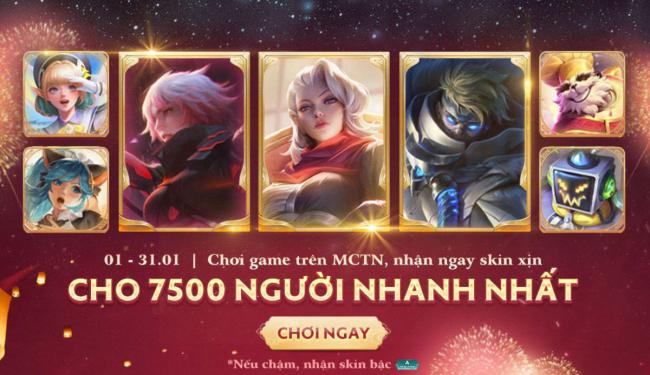 01 - 31.01 | Chơi game trên MCTN, nhận ngay skin xịn
CHO 7500 NGƯỜI NHANH NHẤT
CHƠI NGAY
*Nếu chậm, nhận skin bậc